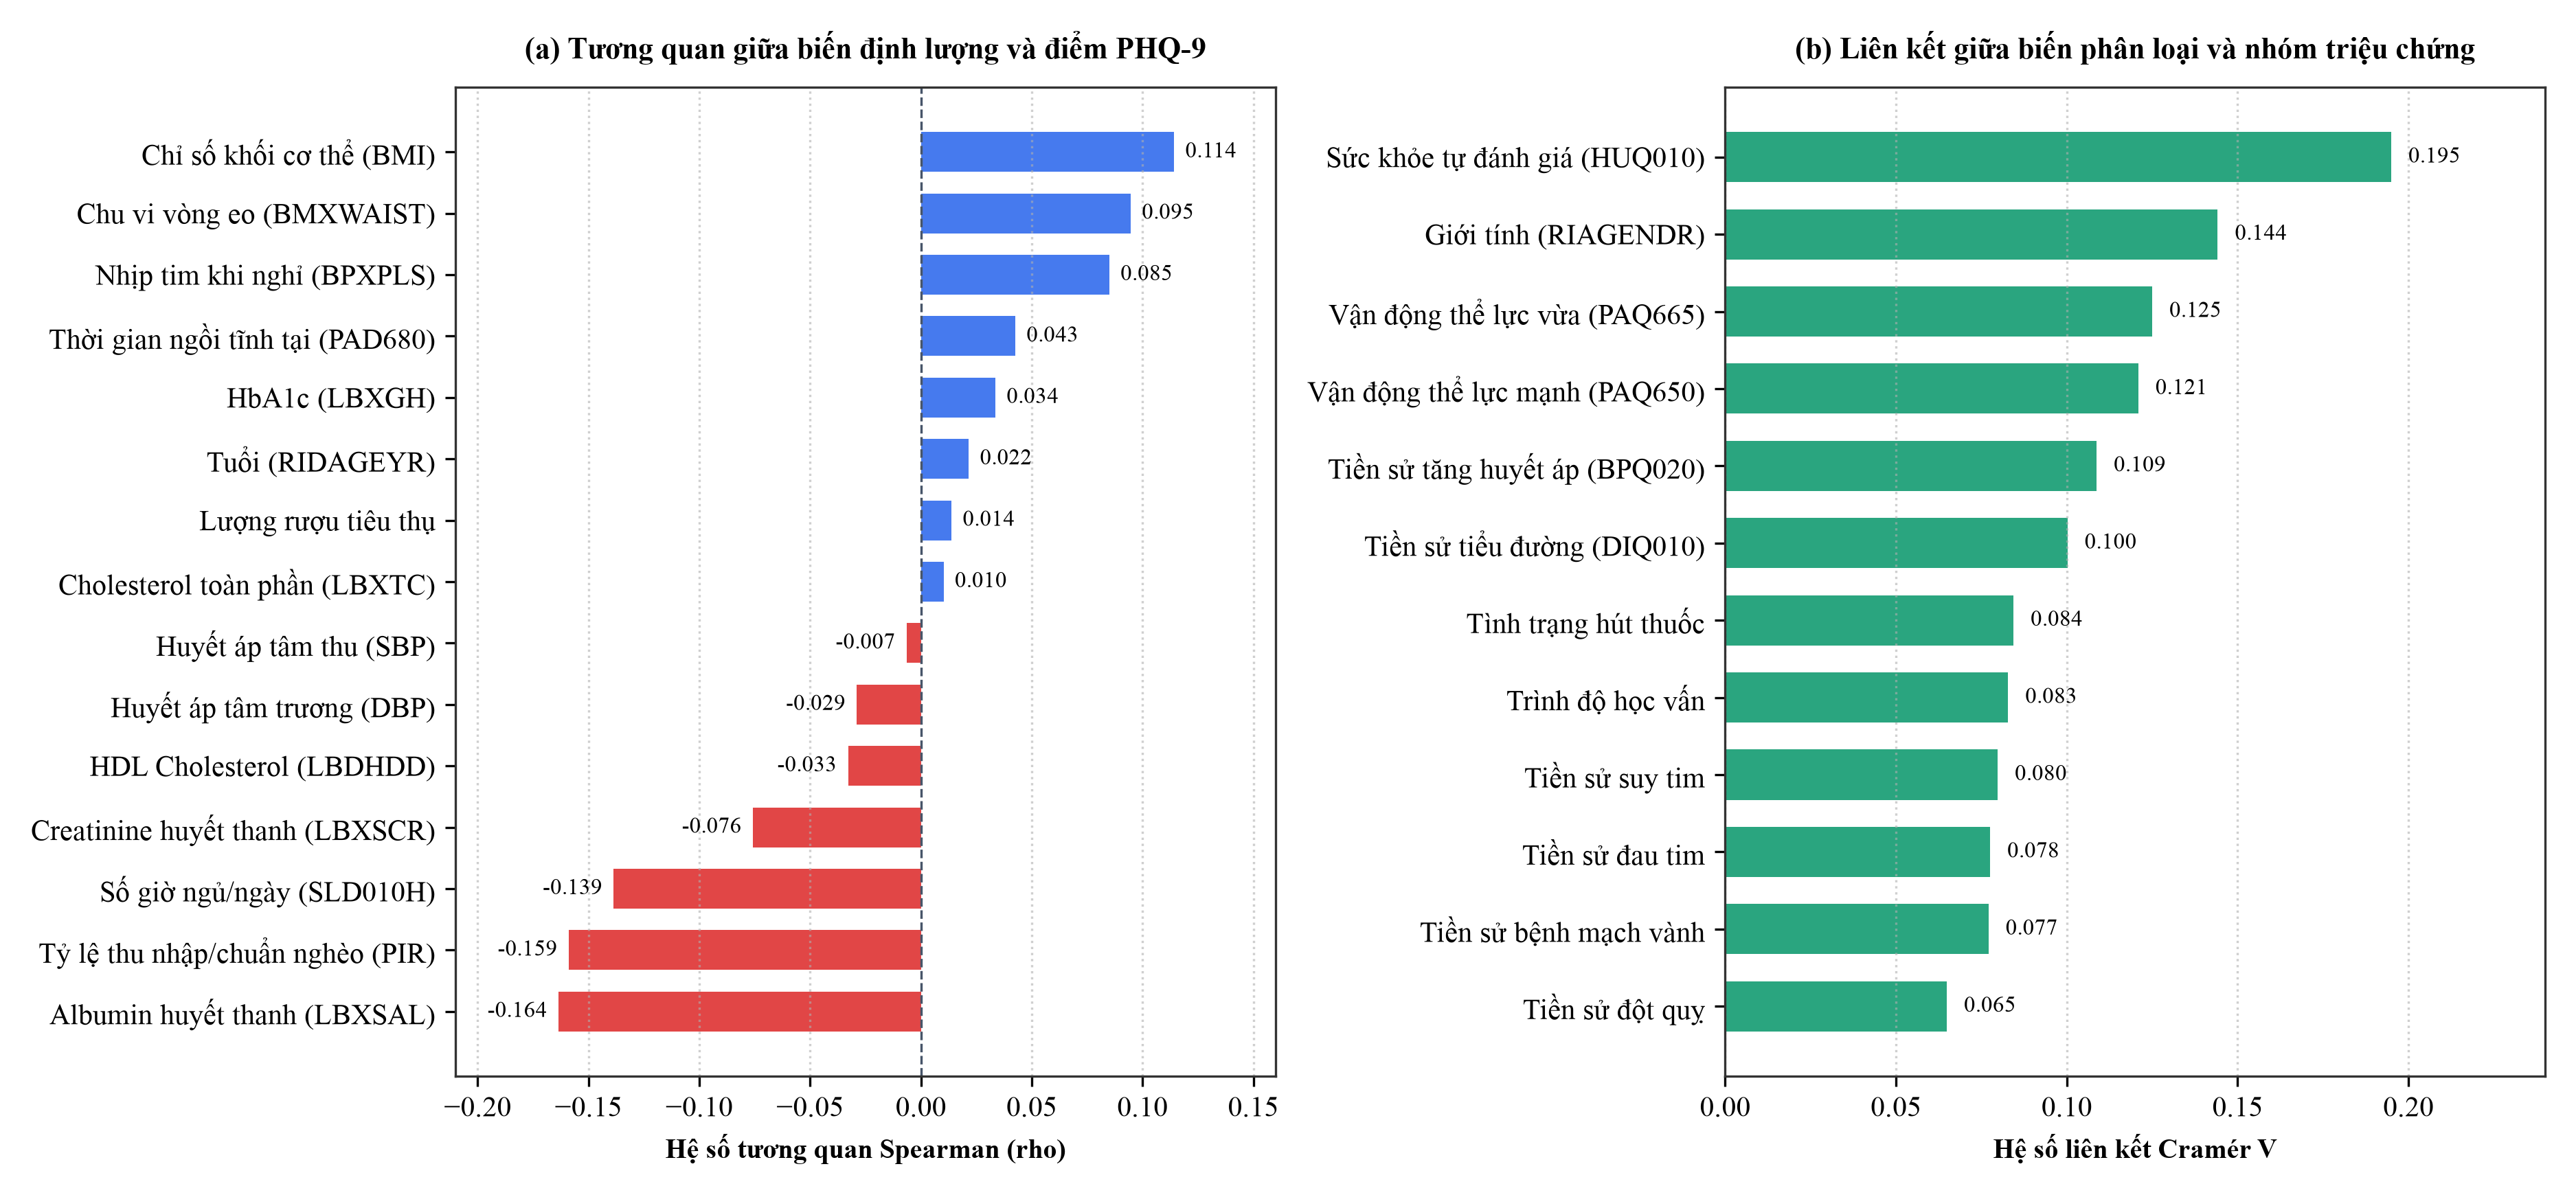 (a) Tương quan giữa biến định lượng và điểm PHQ-9
Chỉ số khối cơ thể (BMI)
0.114
Chu vi vòng eo (BMXWAIST)
0.095
Nhịp tim khi nghỉ (BPXPLS)
0.085
Thời gian ngồi tĩnh tại (PAD680)
0.043
HbA1c (LBXGH)
0.034
Tuổi (RIDAGEYR)
0.022
Lượng rượu tiêu thụ
0.014
Cholesterol toàn phần (LBXTC)
0.010
Huyết áp tâm thu (SBP)
-0.007
Huyết áp tâm trương (DBP)
-0.029
HDL Cholesterol (LBDHDD)
-0.033
Creatinine huyết thanh (LBXSCR)
-0.076
Số giờ ngủ/ngày (SLD010H)
-0.139
Tỷ lệ thu nhập/chuẩn nghèo (PIR)
-0.159
Albumin huyết thanh (LBXSAL)
-0.164
−0.20 −0.15 −0.10 −0.05 0.00 0.05 0.10 0.15
Hệ số tương quan Spearman (rho)
(b) Liên kết giữa biến phân loại và nhóm triệu chứng
Sức khỏe tự đánh giá (HUQ010)
0.195
Giới tính (RIAGENDR)
0.144
Vận động thể lực vừa (PAQ665)
0.125
Vận động thể lực mạnh (PAQ650)
0.121
Tiền sử tăng huyết áp (BPQ020)
0.109
Tiền sử tiểu đường (DIQ010)
0.100
Tình trạng hút thuốc
0.084
Trình độ học vấn
0.083
Tiền sử suy tim
0.080
Tiền sử đau tim
0.078
Tiền sử bệnh mạch vành
0.077
Tiền sử đột quỵ
0.065
0.00 0.05 0.10 0.15 0.20
Hệ số liên kết Cramér V